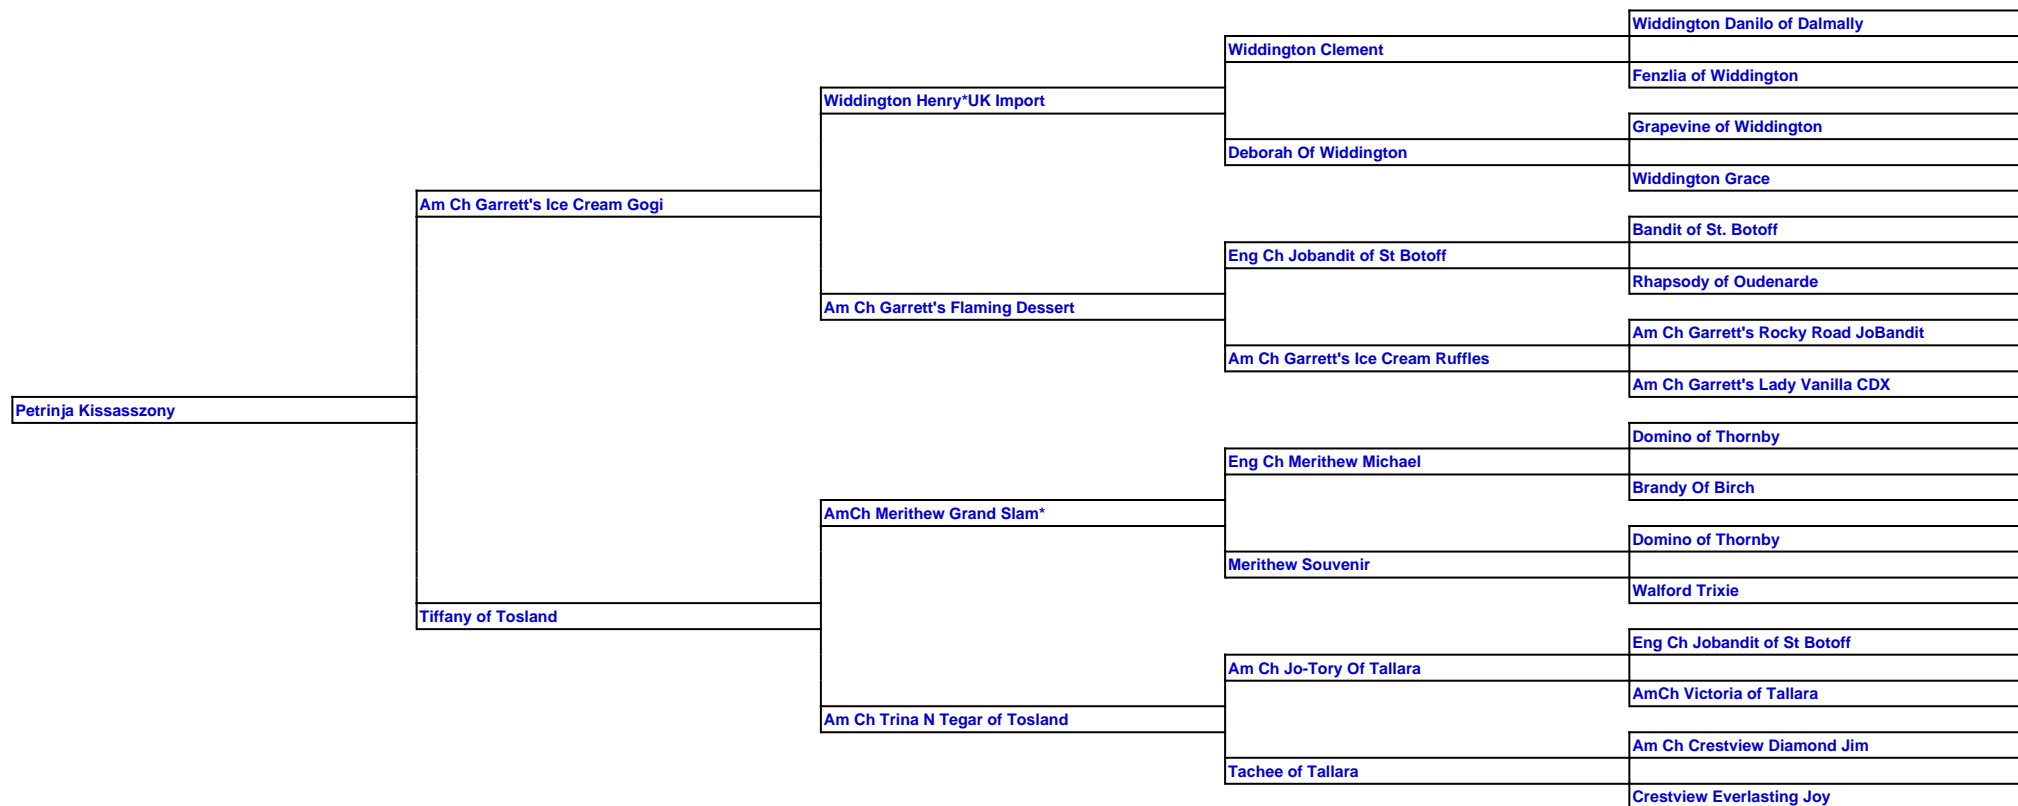 Widdington Danilo of Dalmally
Widdington Clement
Fenzlia of Widdington
Widdington Henry*UK Import
Grapevine of Widdington
Deborah Of Widdington
Widdington Grace
Am Ch Garrett's Ice Cream Gogi
Bandit of St. Botoff
Eng Ch Jobandit of St Botoff
Rhapsody of Oudenarde
Am Ch Garrett's Flaming Dessert
Am Ch Garrett's Rocky Road JoBandit
Am Ch Garrett's Ice Cream Ruffles
Am Ch Garrett's Lady Vanilla CDX
Petrinja Kissasszony
Domino of Thornby
Eng Ch Merithew Michael
Brandy Of Birch
AmCh Merithew Grand Slam*
Domino of Thornby
Merithew Souvenir
Walford Trixie
Tiffany of Tosland
Eng Ch Jobandit of St Botoff
Am Ch Jo-Tory Of Tallara
AmCh Victoria of Tallara
Am Ch Trina N Tegar of Tosland
Am Ch Crestview Diamond Jim
Tachee of Tallara
Crestview Everlasting Joy